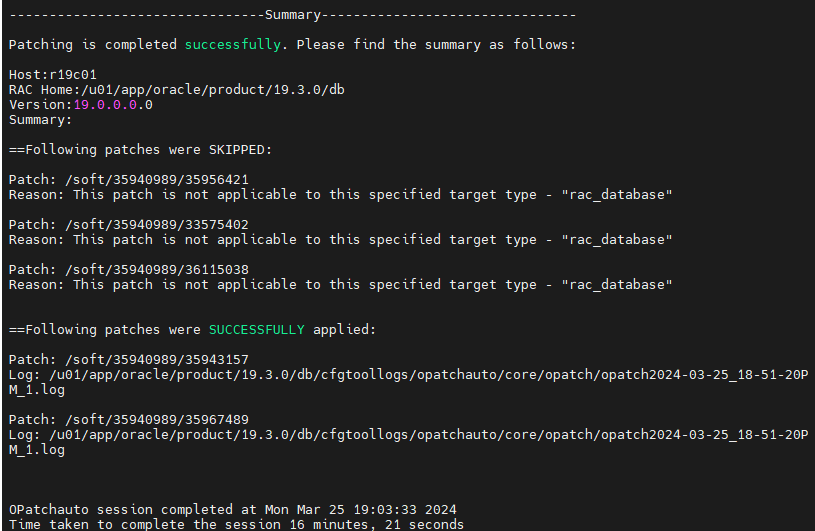 --------------------------------Summary--------------------------------
Patching is completed successfully. Please find the summary as follows:
Host:r19c01
RAC Home:/u01/app/oracle/product/19.3.0/db
Version:19.0.0.0.0
Summary:
==Following patches were SKIPPED:
Patch: /soft/35940989/35956421
Reason: This patch is not applicable to this specified target type - "rac_database"
Patch: /soft/35940989/33575402
Reason: This patch is not applicable to this specified target type - "rac_database"
Patch: /soft/35940989/36115038
Reason: This patch is not applicable to this specified target type - "rac_database"
==Following patches were SUCCESSFULLY applied:
Patch: /soft/35940989/35943157
Log: /u01/app/oracle/product/19.3.0/db/cfgtoollogs/opatchauto/core/opatch/opatch2024-03-25_18-51-20P
M_1.log
Patch: /soft/35940989/35967489
Log: /u01/app/oracle/product/19.3.0/db/cfgtoollogs/opatchauto/core/opatch/opatch2024-03-25_18-51-20P
M_1.log
OPatchauto session completed at Mon Mar 25 19:03:33 2024
Time taken to complete the session 16 minutes, 21 seconds